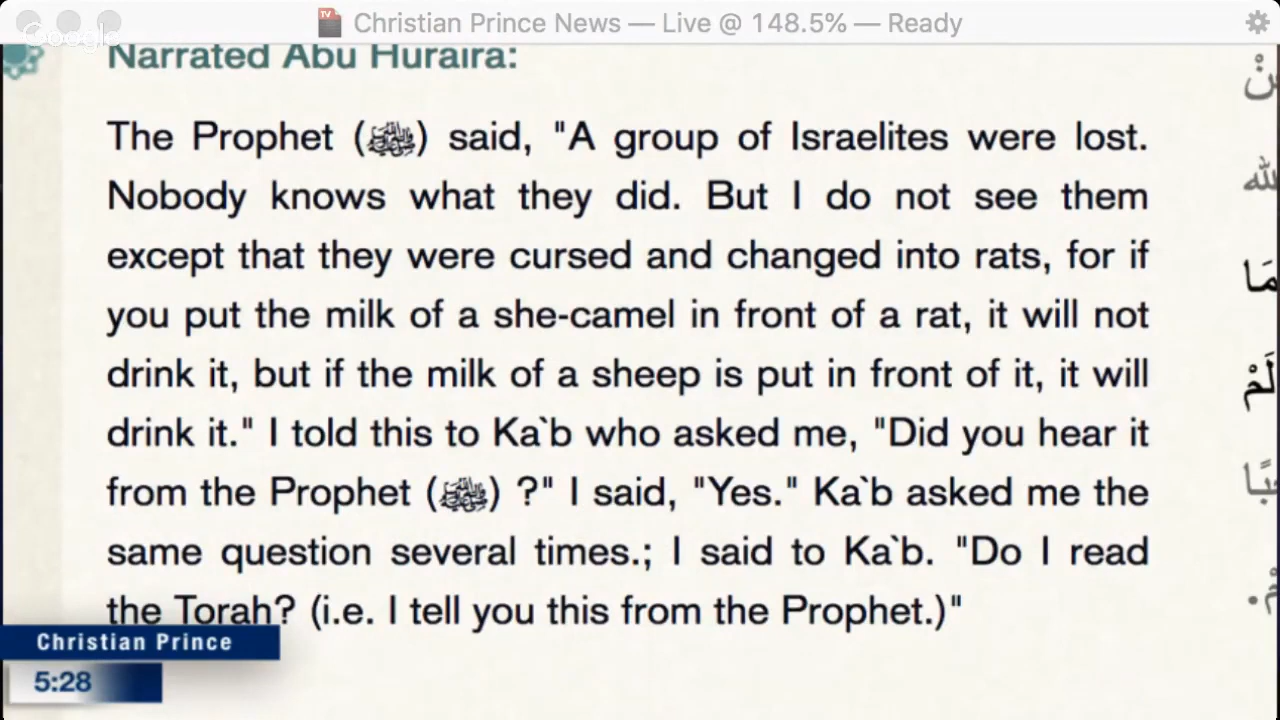 Christian Prince News — Live @ 148.5% — Ready
Google
Narrated Abu Huraira:
The Prophet (ﷺ) said, "A group of Israelites were lost.
Nobody knows what they did. But I do not see them
except that they were cursed and changed into rats, for if
you put the milk of a she-camel in front of a rat, it will not
drink it, but if the milk of a sheep is put in front of it, it will
drink it." I told this to Ka`b who asked me, "Did you hear it
from the Prophet (ﷺ) ?" I said, "Yes." Ka`b asked me the
same question several times.; I said to Ka`b. "Do I read
the Torah? (i.e. I tell you this from the Prophet.)"
Christian Prince
5:28